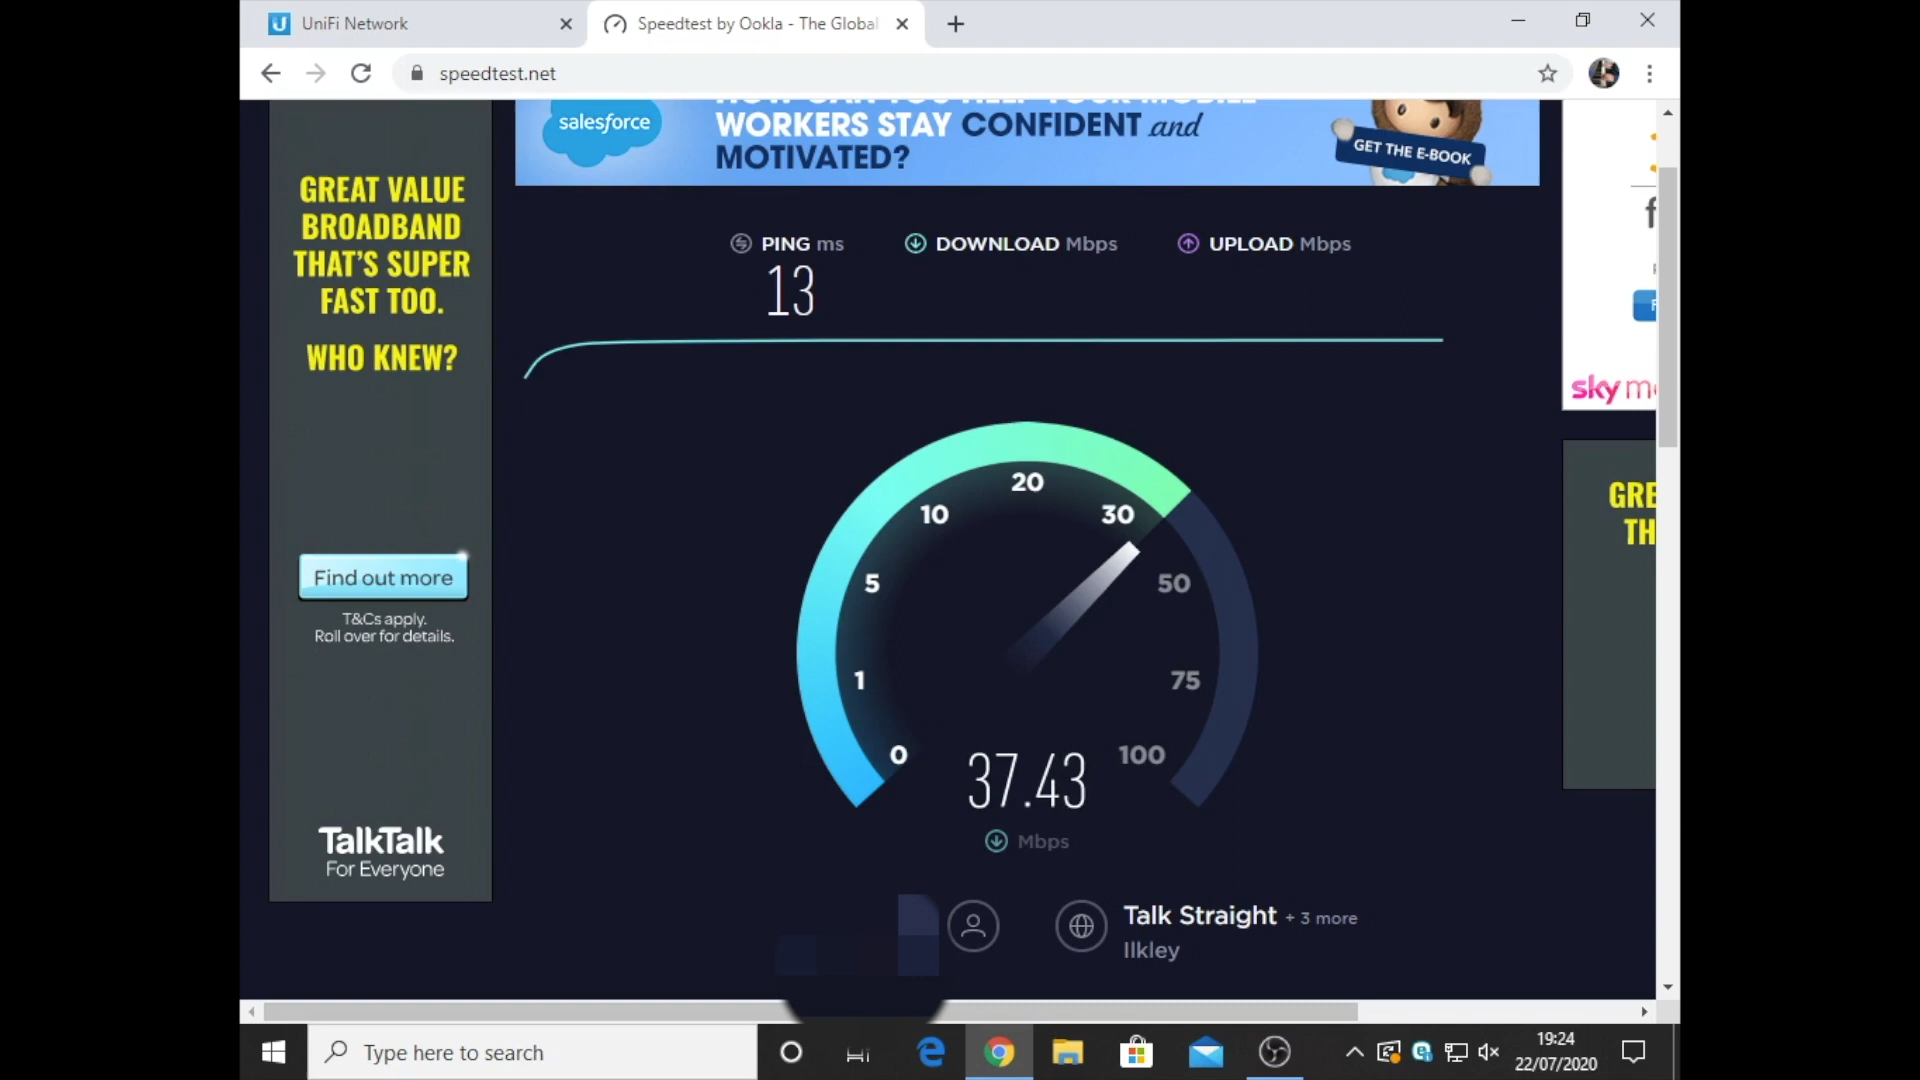 UniFi Network
Speedtest by Ookla - The Global
speedtest.net
salesforce
WORKERS STAY CONFIDENT and
MOTIVATED?
GET THE E-BOOK
GREAT VALUE
BROADBAND
THAT'S SUPER
FAST TOO.
WHO KNEW?
Find out more
T&Cs apply.
Roll over for details.
TalkTalk
For Everyone
PING ms
13
DOWNLOAD Mbps
UPLOAD Mbps
0
1
5
10
20
30
50
75
100
37.43
Mbps
Talk Straight + 3 more
Ilkley
f
sky m
GRE
TH
Type here to search
19:24
22/07/2020